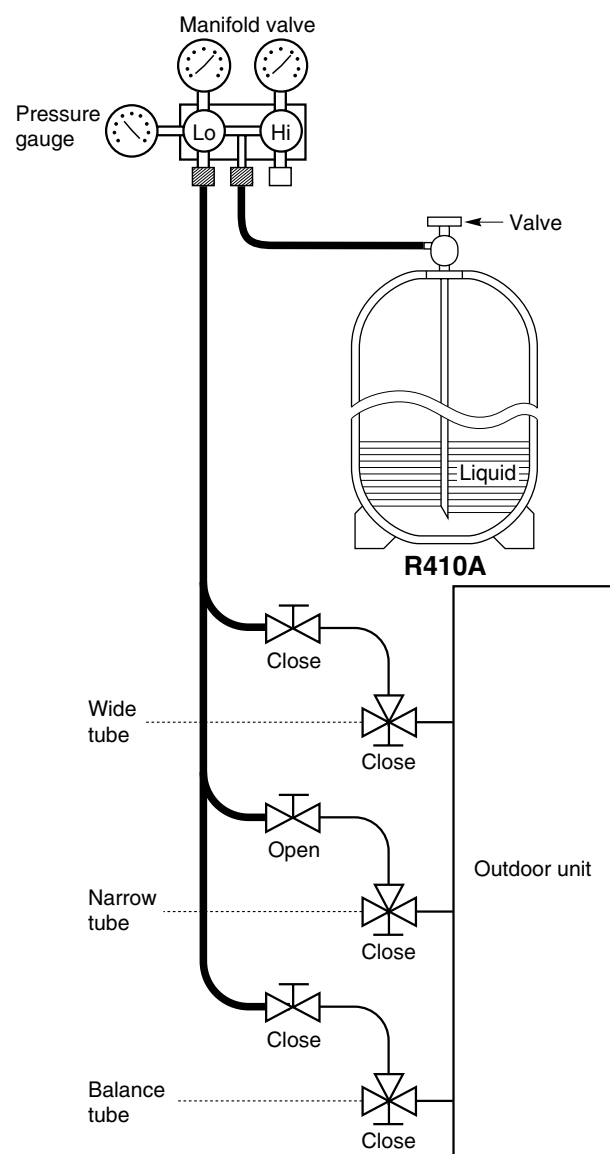 Manifold valve
Pressure
gauge
Lo
Hi
Valve
Liquid
R410A
Close
Wide
tube
Close
Open
Outdoor unit
Narrow
tube
Close
Close
Balance
tube
Close